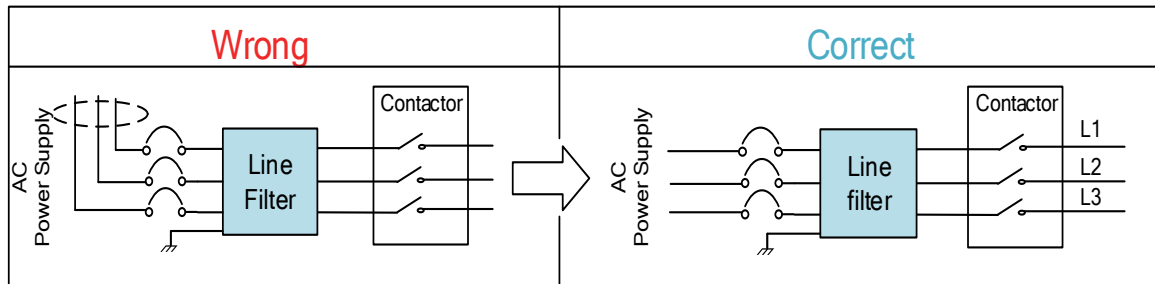 Wrong
Correct
AC
Power Supply
Line
Filter
Contactor
AC
Power Supply
Line
filter
Contactor
L1
L2
L3